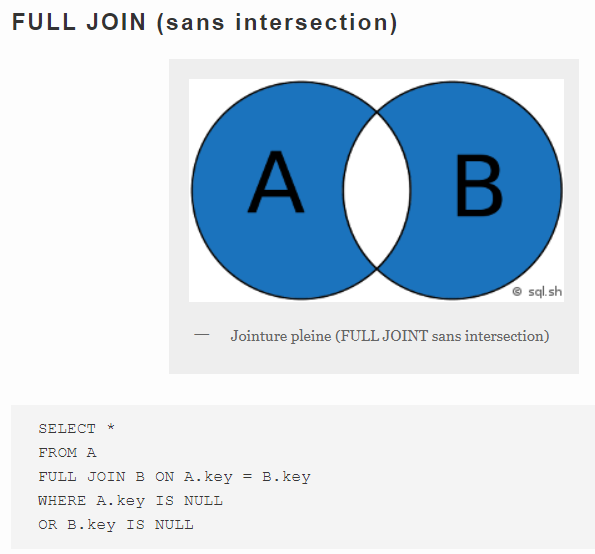 FULL JOIN (sans intersection)
A
B
© sql.sh
— Jointure pleine (FULL JOINT sans intersection)
SELECT *
FROM A
FULL JOIN B ON A.key = B.key
WHERE A.key IS NULL
OR B.key IS NULL